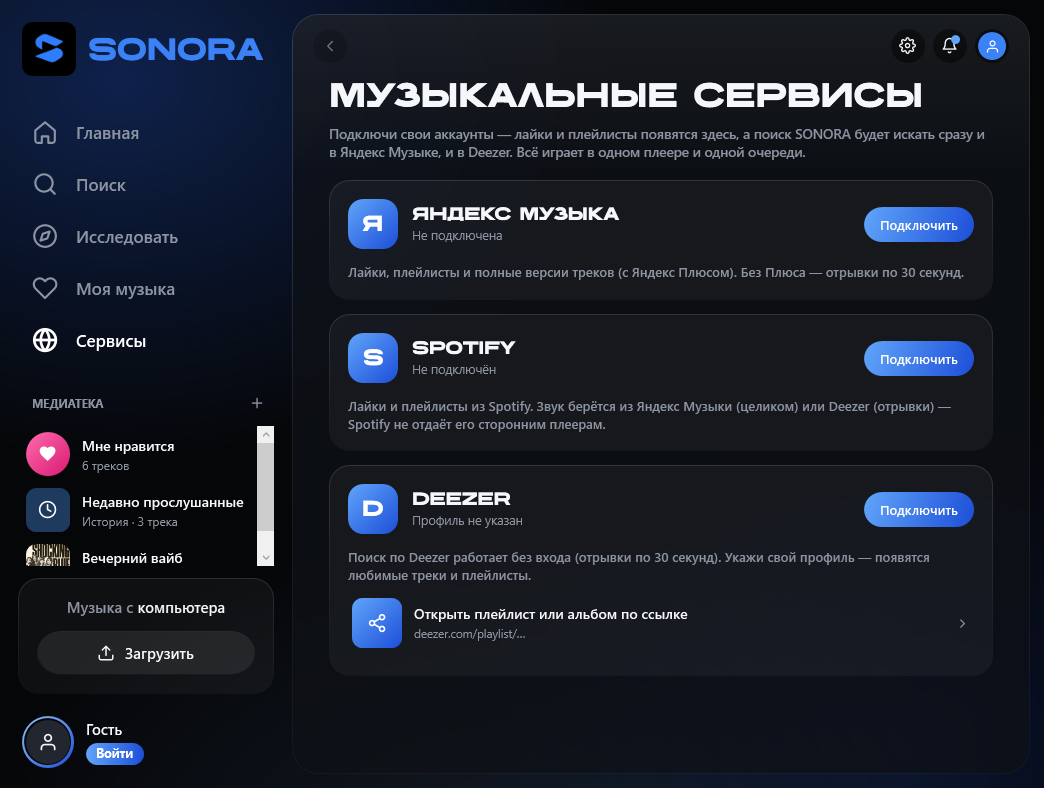 SONORA
Главная
Поиск
Исследовать
Моя музыка
Сервисы
МЕДИАТЕКА
Мне нравится
6 треков
Недавно прослушанные
История · 3 трека
Вечерний вайб
Музыка с компьютера
Загрузить
Гость
Войти
МУЗЫКАЛЬНЫЕ СЕРВИСЫ
Подключи свои аккаунты — лайки и плейлисты появятся здесь, а поиск SONORA будет искать сразу и
в Яндекс Музыке, и в Deezer. Всё играет в одном плеере и одной очереди.
Я
ЯНДЕКС МУЗЫКА
Не подключена
Подключить
Лайки, плейлисты и полные версии треков (с Яндекс Плюсом). Без Плюса — отрывки по 30 секунд.
S
SPOTIFY
Не подключён
Подключить
Лайки и плейлисты из Spotify. Звук берётся из Яндекс Музыки (целиком) или Deezer (отрывки) —
Spotify не отдаёт его сторонним плеерам.
D
DEEZER
Профиль не указан
Подключить
Поиск по Deezer работает без входа (отрывки по 30 секунд). Укажи свой профиль — появятся
любимые треки и плейлисты.
Открыть плейлист или альбом по ссылке
deezer.com/playlist/...